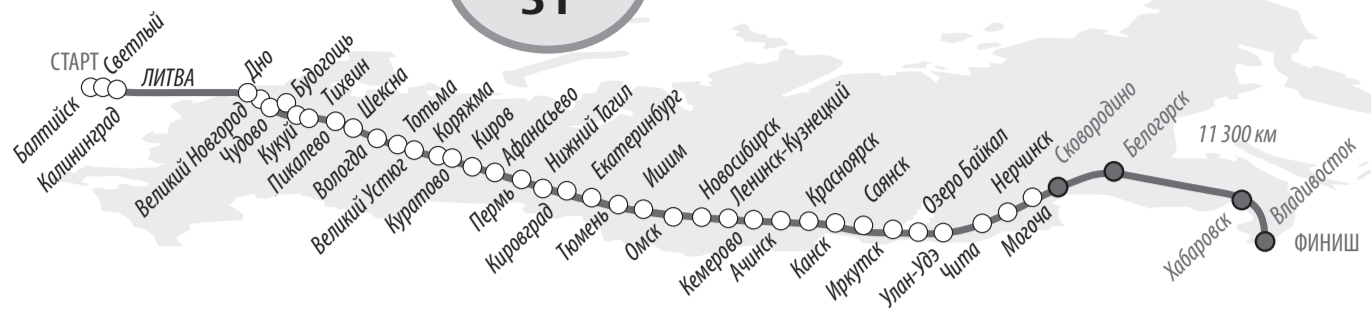 31
СТАРТ
Балтийск
Светлый
Калининград
ЛИТВА
Дно
Великий Новгород
Чудово
Будогощь
Кукуй
Тихвин
Пикалево
Шексна
Вологда
Тотьма
Великий Устюг
Коряжма
Куратово
Киров
Афанасьево
Пермь
Нижний Тагил
Кировград
Екатеринбург
Тюмень
Ишим
Омск
Новосибирск
Ленинск-Кузнецкий
Кемерово
Ачинск
Красноярск
Канск
Саянск
Иркутск
Озеро Байкал
Улан-Удэ
Чита
Нерчинск
Могоча
Сковородино
Белогорск
11 300 км
Хабаровск
Владивосток
ФИНИШ